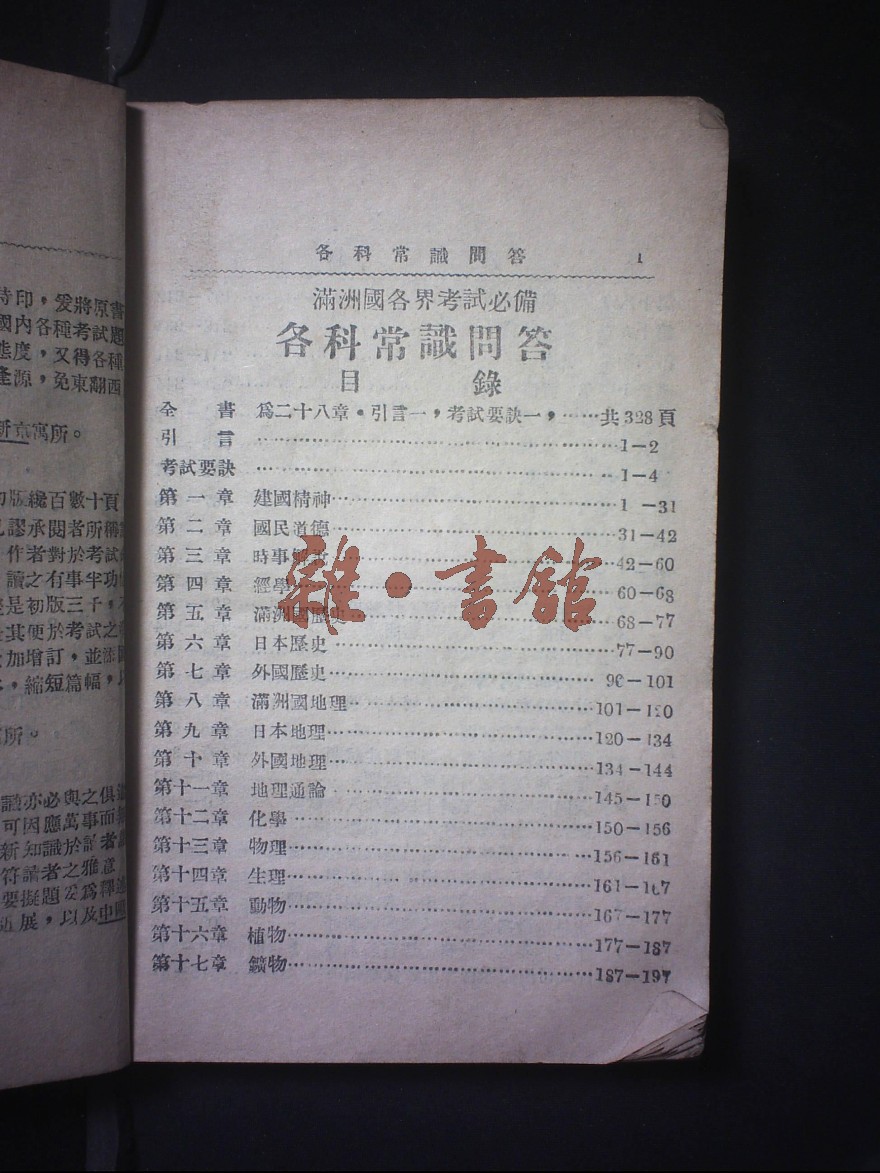 各科常識問答 1
滿洲國各界考試必備
各科常識問答
目錄
全書 爲二十八章・引言一，考試要訣一，……共328頁
引言……1-2
考試要訣……1-4
第一章 建國精神……1-31
第二章 國民道德……31-42
第三章 時事……42-60
第四章 經學……60-68
第五章 滿洲國歷史……68-77
第六章 日本歷史……77-90
第七章 外國歷史……90-101
第八章 滿洲國地理……101-120
第九章 日本地理……120-134
第十章 外國地理……134-144
第十一章 地理通論……145-150
第十二章 化學……150-156
第十三章 物理……156-161
第十四章 生理……161-167
第十五章 動物……167-177
第十六章 植物……177-187
第十七章 鑛物……187-197
雜・書館
時印，爰將原書
國内各種考試題
態度，又得各種
逢源，免東翻西
新京寓所。
初版纔百數十頁
謬承閱者所稱
作者對於考試
讀之有事半功
是初版三千，
其便於考試之
加增訂，並添
，縮短篇幅，
所。
識亦必與之俱
可因應萬事而
新知識於讀者
符讀者之雅意
要擬題爰爲釋
近展，以及中國